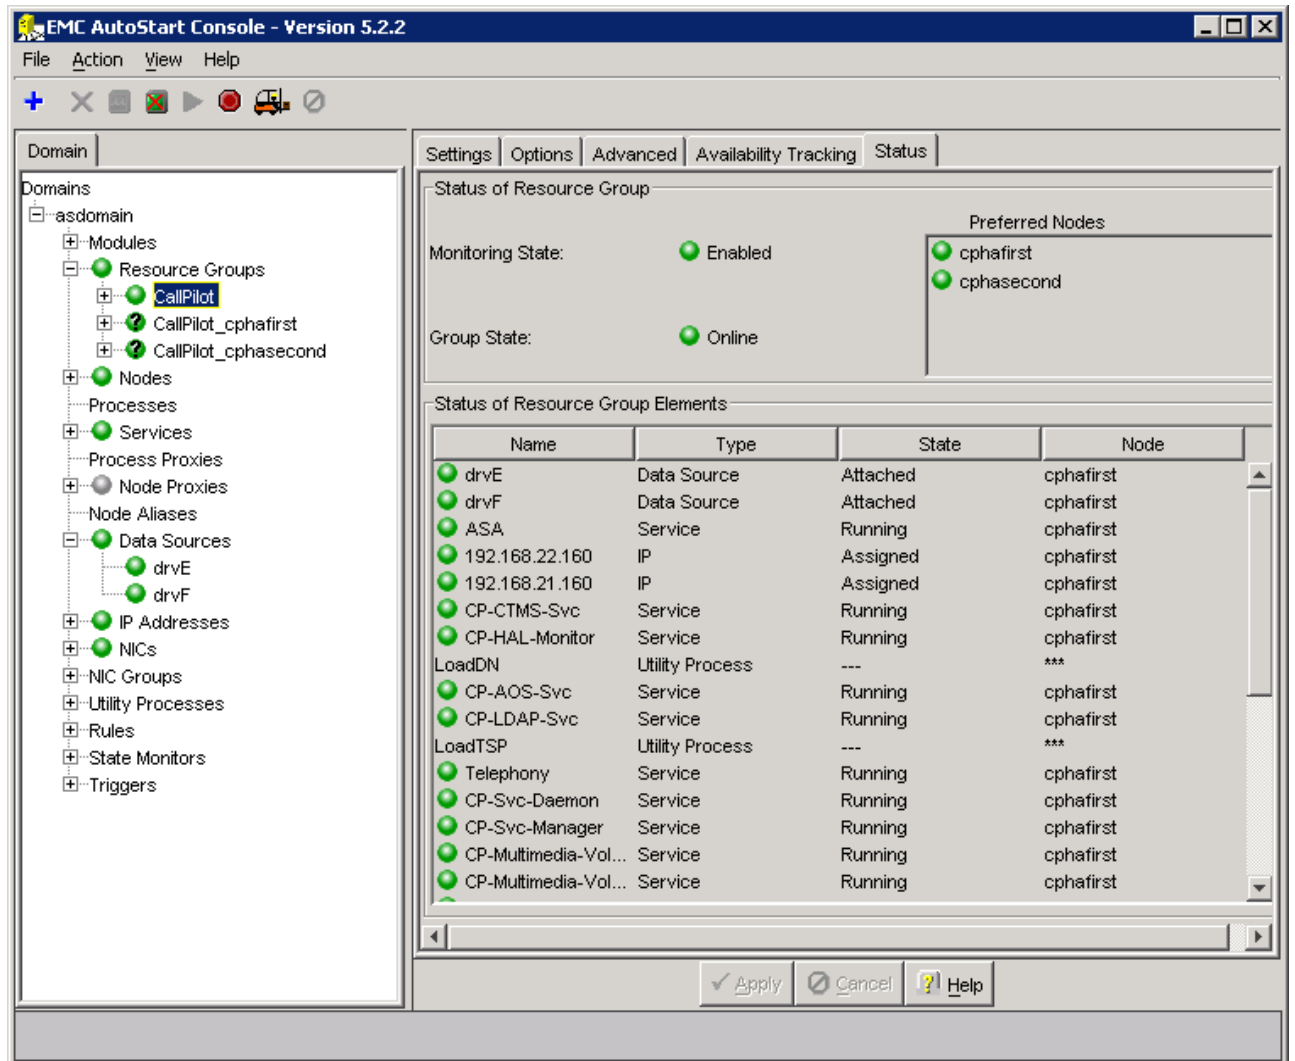 EMC AutoStart Console - Version 5.2.2
File Action View Help
Domain
Domains
asdomain
Modules
Resource Groups
CallPilot
CallPilot_cphafirst
CallPilot_cphasecond
Nodes
Processes
Services
Process Proxies
Node Proxies
Node Aliases
Data Sources
drvE
drvF
IP Addresses
NICs
NIC Groups
Utility Processes
Rules
State Monitors
Triggers
Settings Options Advanced Availability Tracking Status
Status of Resource Group
Preferred Nodes
Monitoring State: Enabled
cphafirst
cphasecond
Group State: Online
Status of Resource Group Elements
Name Type State Node
drvE Data Source Attached cphafirst
drvF Data Source Attached cphafirst
ASA Service Running cphafirst
192.168.22.160 IP Assigned cphafirst
192.168.21.160 IP Assigned cphafirst
CP-CTMS-Svc Service Running cphafirst
CP-HAL-Monitor Service Running cphafirst
LoadDN Utility Process --- ***
CP-AOS-Svc Service Running cphafirst
CP-LDAP-Svc Service Running cphafirst
LoadTSP Utility Process --- ***
Telephony Service Running cphafirst
CP-Svc-Daemon Service Running cphafirst
CP-Svc-Manager Service Running cphafirst
CP-Multimedia-Vol... Service Running cphafirst
CP-Multimedia-Vol... Service Running cphafirst
Apply Cancel Help